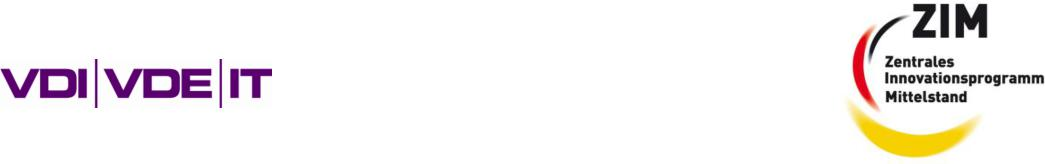 VDI|VDE|IT
ZIM
Zentrales
Innovationsprogramm
Mittelstand